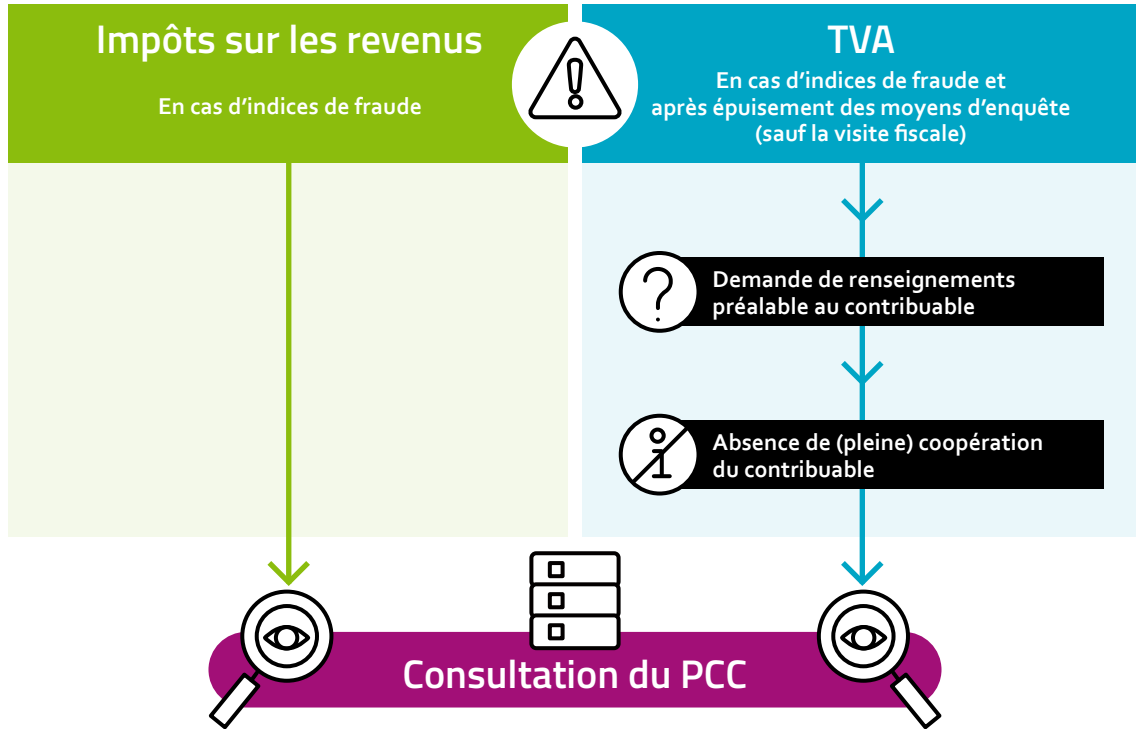 Impôts sur les revenus
En cas d’indices de fraude
TVA
En cas d’indices de fraude et
après épuisement des moyens d’enquête
(sauf la visite fiscale)
Demande de renseignements
préalable au contribuable
Absence de (pleine) coopération
du contribuable
Consultation du PCC